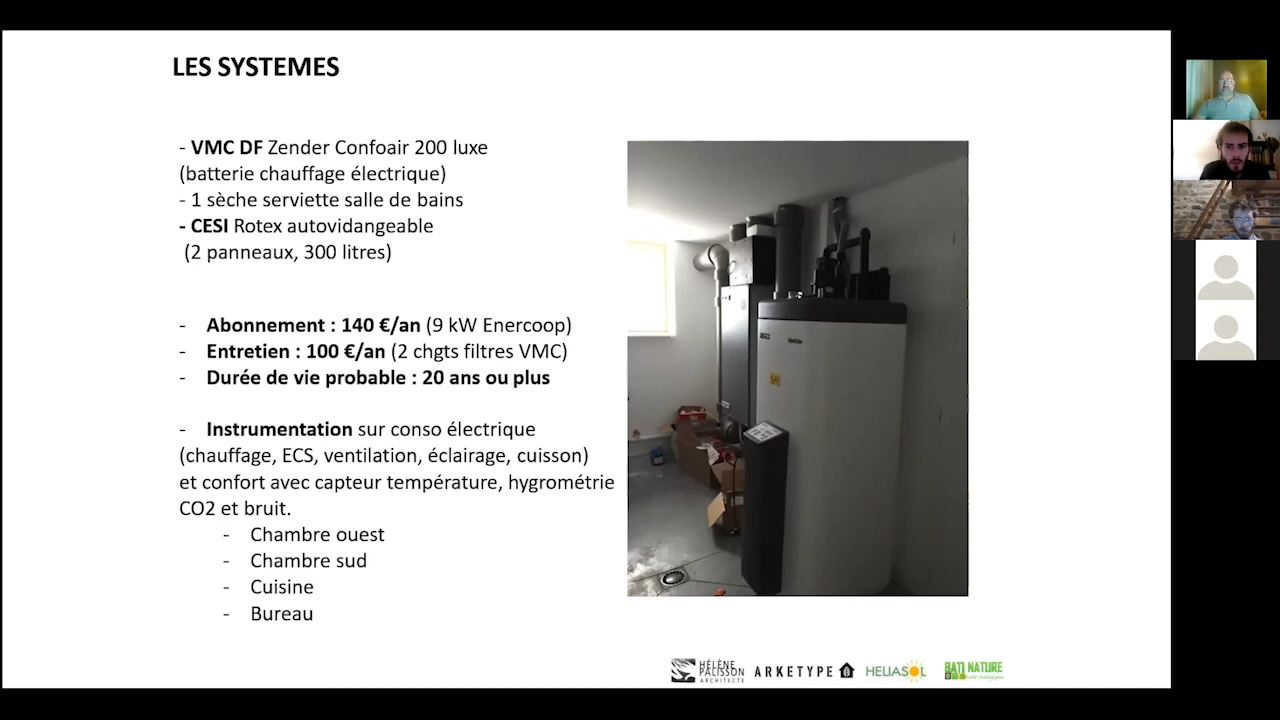 LES SYSTEMES
- VMC DF Zender Confoair 200 luxe
(batterie chauffage électrique)
- 1 sèche serviette salle de bains
- CESI Rotex autovidangeable
(2 panneaux, 300 litres)
- Abonnement : 140 €/an (9 kW Enercoop)
- Entretien : 100 €/an (2 chgts filtres VMC)
- Durée de vie probable : 20 ans ou plus
- Instrumentation sur conso électrique
(chauffage, ECS, ventilation, éclairage, cuisson)
et confort avec capteur température, hygrométrie
CO2 et bruit.
- Chambre ouest
- Chambre sud
- Cuisine
- Bureau
HÉLÈNE
PALISSON
ARCHITECTE
ARKETYPE
HELIASOL
BATI NATURE